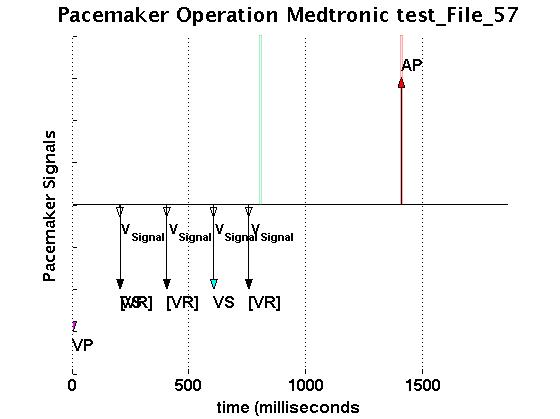 Pacemaker Operation Medtronic test_File_57
AP
Pacemaker Signals
V Signal V Signal V Signal V Signal
[VR] VS [VR] VS [VR]
VP
0 500 1000 1500
time (milliseconds